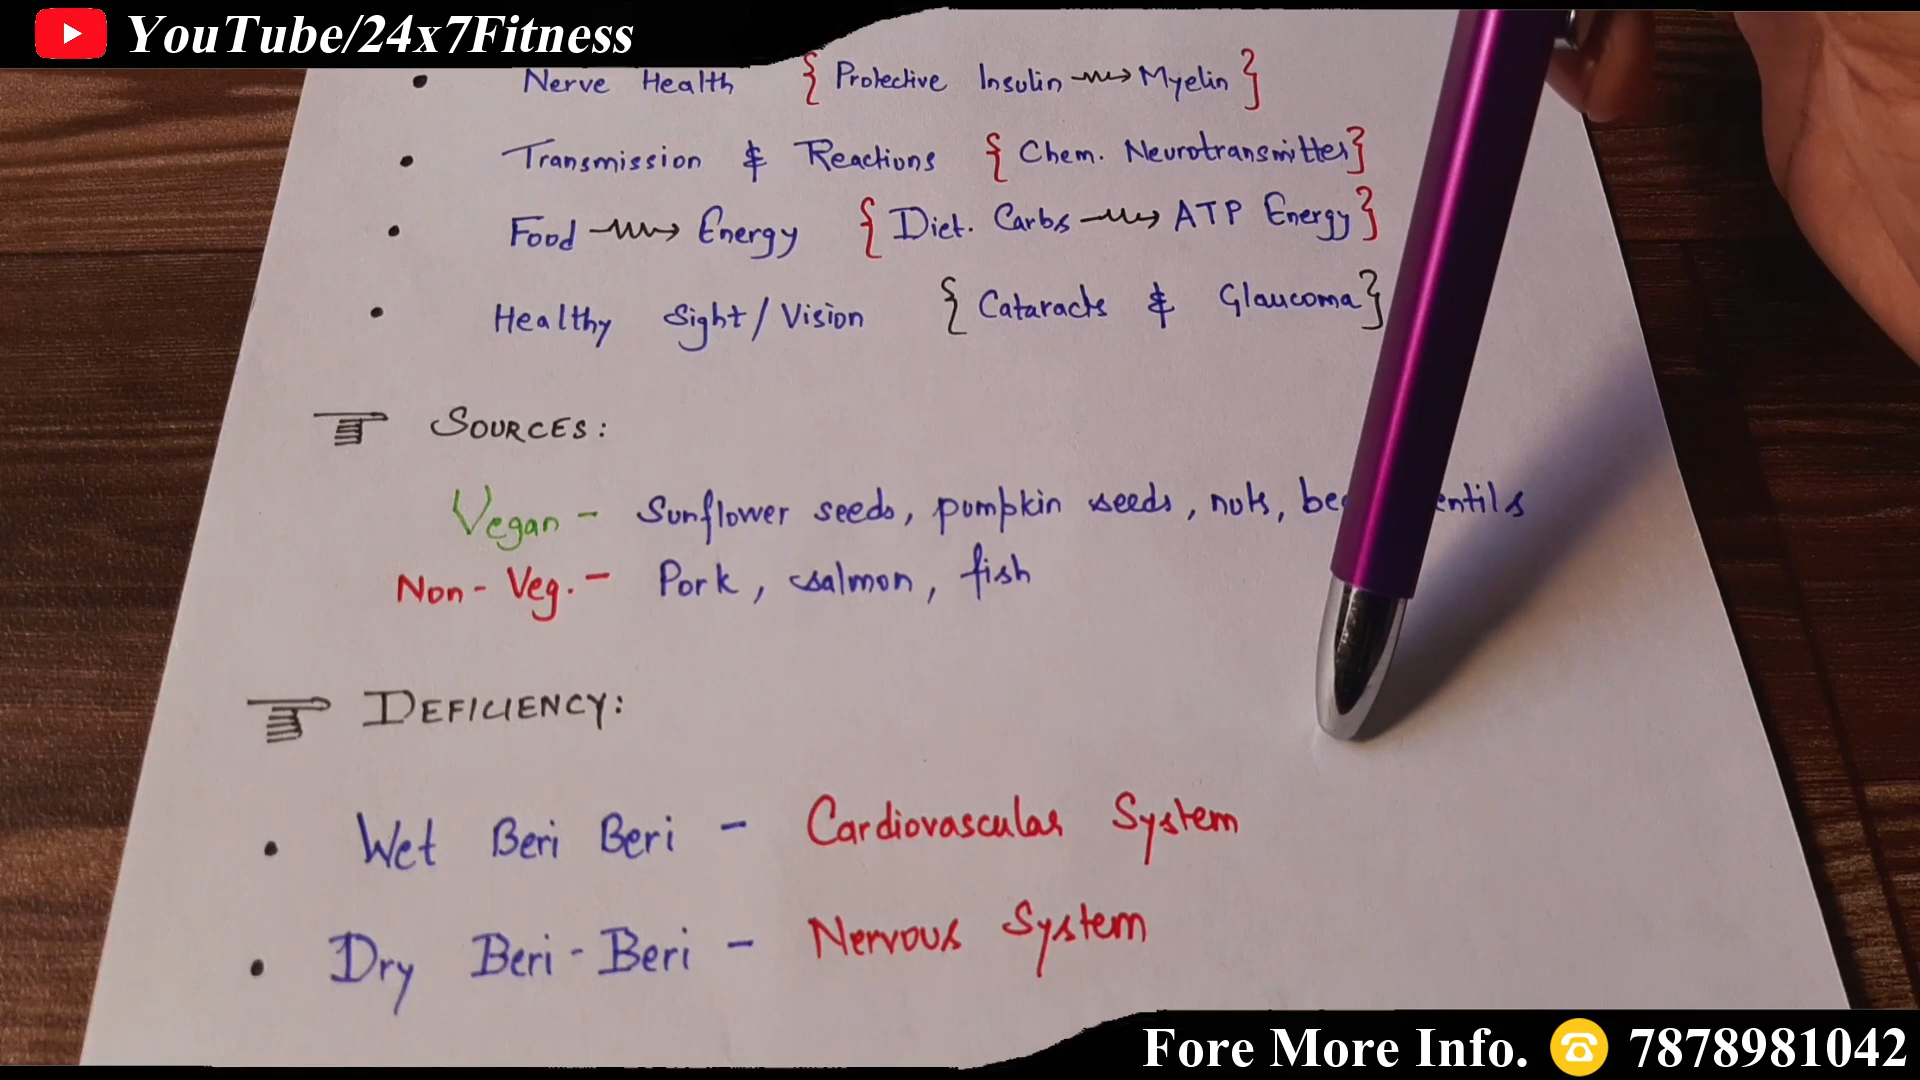 YouTube/24x7Fitness
• Nerve Health { Protective Insulin → Myelin }
• Transmission & Reactions { Chem. Neurotransmitter }
• Food → Energy { Diet. Carbs → ATP Energy }
• Healthy Sight/Vision { Cataracts & Glaucoma }
☞ SOURCES:
Vegan - Sunflower seeds, pumpkin seeds, nuts,
Non-Veg. - Pork, salmon, fish
☞ DEFICIENCY:
• Wet Beri Beri - Cardiovascular System
• Dry Beri-Beri - Nervous System
Fore More Info. ☎ 7878981042